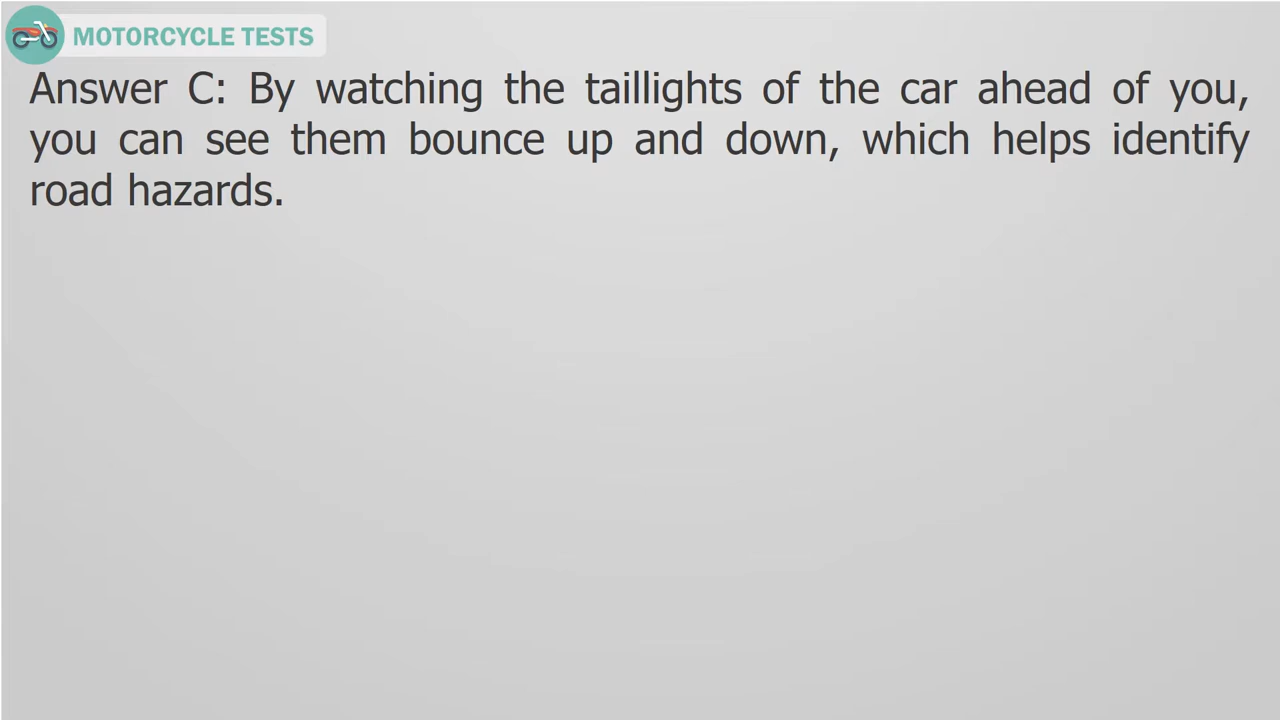 MOTORCYCLE TESTS
Answer C: By watching the taillights of the car ahead of you,
you can see them bounce up and down, which helps identify
road hazards.